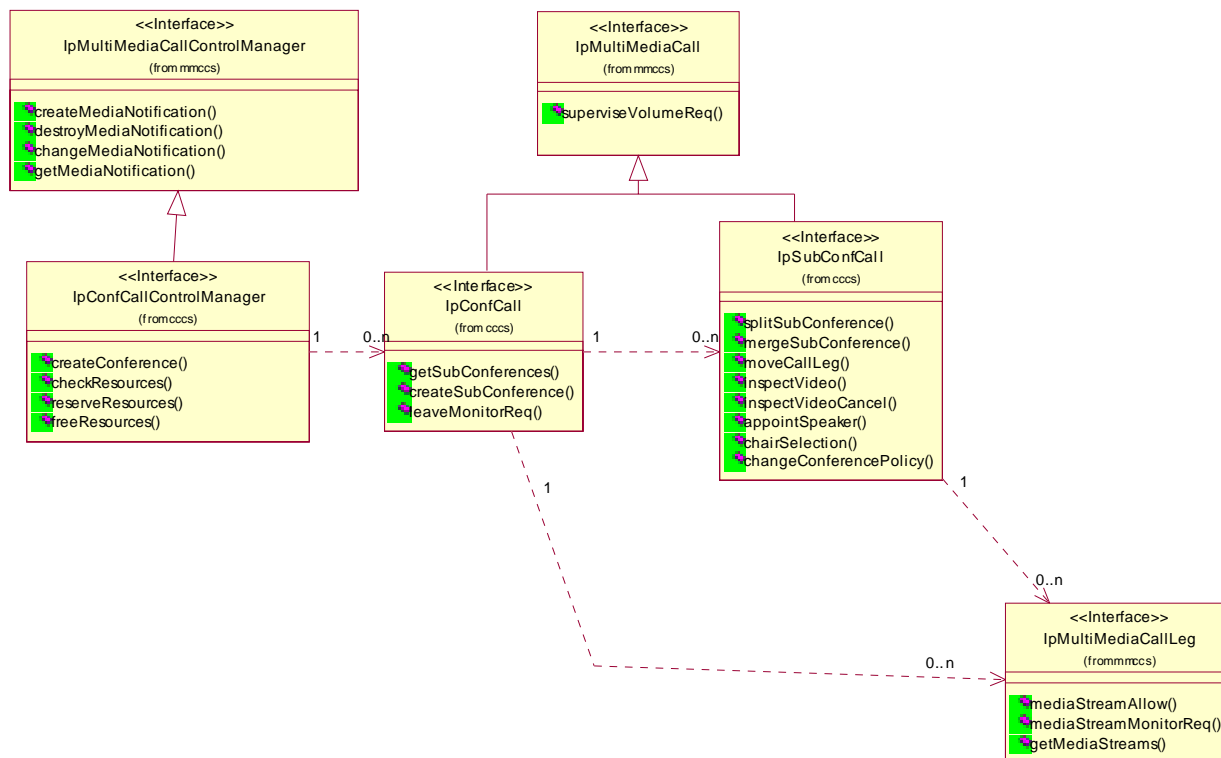 <<Interface>>
IpMultiMediaCallControlManager
(from mmccs)
createMediaNotification()
destroyMediaNotification()
changeMediaNotification()
getMediaNotification()
<<Interface>>
IpMultiMediaCall
(from mmccs)
superviseVolumeReq()
<<Interface>>
IpConfCallControlManager
(from cccs)
createConference()
checkResources()
reserveResources()
freeResources()
1
0..n
<<Interface>>
IpConfCall
(from cccs)
getSubConferences()
createSubConference()
leaveMonitorReq()
1
0..n
<<Interface>>
IpSubConfCall
(from cccs)
splitSubConference()
mergeSubConference()
moveCallLeg()
inspectVideo()
inspectVideoCancel()
appointSpeaker()
chairSelection()
changeConferencePolicy()
1
0..n
1
0..n
<<Interface>>
IpMultiMediaCallLeg
(from mmccs)
mediaStreamAllow()
mediaStreamMonitorReq()
getMediaStreams()